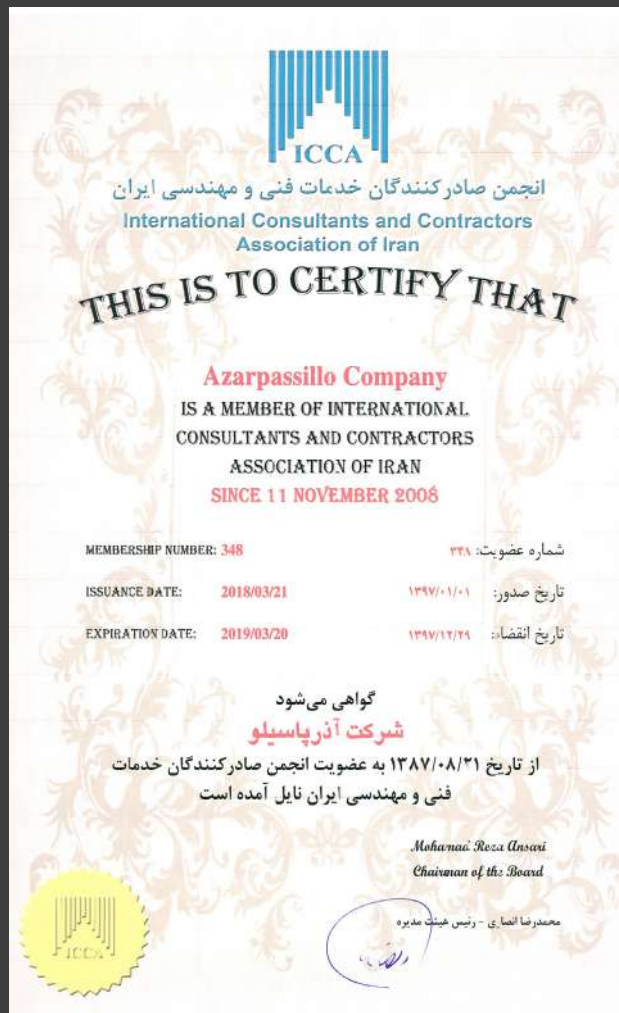 ICCA
انجمن صادرکنندگان خدمات فنی و مهندسی ایران
International Consultants and Contractors
Association of Iran
THIS IS TO CERTIFY THAT
Azarpassillo Company
IS A MEMBER OF INTERNATIONAL
CONSULTANTS AND CONTRACTORS
ASSOCIATION OF IRAN
SINCE 11 NOVEMBER 2008
MEMBERSHIP NUMBER: 348
شماره عضویت: ۳۴۸
ISSUANCE DATE: 2018/03/21
تاریخ صدور: ۱۳۹۷/۰۱/۰۱
EXPIRATION DATE: 2019/03/20
تاریخ انقضاء: ۱۳۹۷/۱۲/۲۹
گواهی می‌شود
شرکت آذرپاسیلو
از تاریخ ۱۳۸۷/۰۸/۲۱ به عضویت انجمن صادرکنندگان خدمات
فنی و مهندسی ایران نایل آمده است
Mohamad Reza Ansari
Chairman of the Board
محمدرضا انصاری - رئیس هیئت مدیره
ICCA